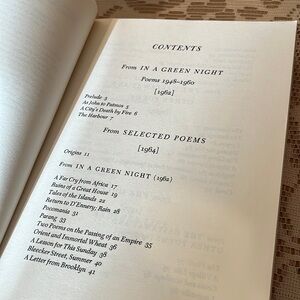 CONTENTS
From IN A GREEN NIGHT
Poems 1948–1960
[1962]
Prelude 3
As John to Patmos 5
A City's Death by Fire 6
The Harbour 7
From SELECTED POEMS
[1964]
Origins 11
From IN A GREEN NIGHT (1962)
A Far Cry from Africa 17
Ruins of a Great House 19
Tales of the Islands 22
Return to D'Ennery; Rain 28
Pocomania 31
Parang 33
Two Poems on the Passing of an Empire 35
Orient and Immortal Wheat 36
A Lesson for This Sunday 38
Bleecker Street, Summer 40
A Letter from Brooklyn 41